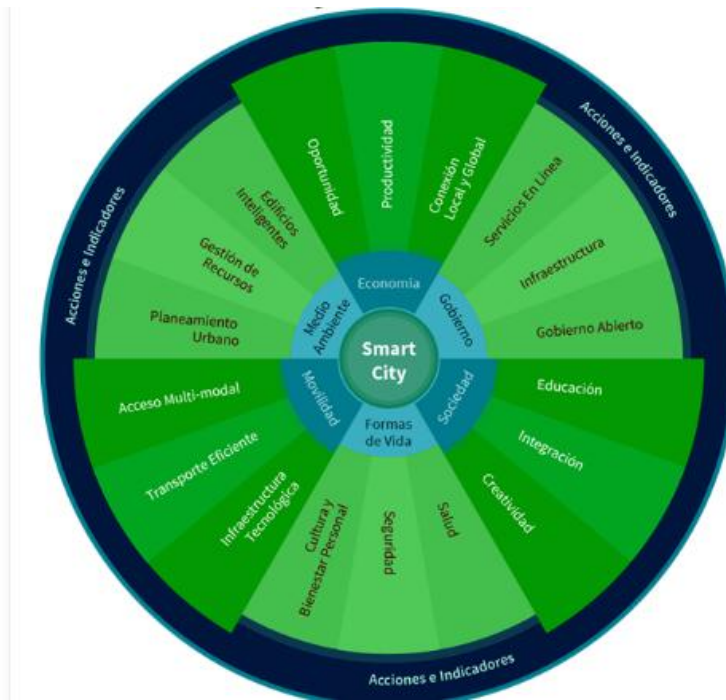 Acciones e Indicadores
Acciones e Indicadores
Acciones e Indicadores
Smart
City
Economía
Oportunidad
Productividad
Conexión
Local y Global
Gobierno
Servicios En Línea
Infraestructura
Gobierno Abierto
Sociedad
Educación
Integración
Creatividad
Formas
de Vida
Salud
Seguridad
Cultura y
Bienestar Personal
Movilidad
Infraestructura
Tecnológica
Transporte Eficiente
Acceso Multi-modal
Medio
Ambiente
Planeamiento
Urbano
Gestión de
Recursos
Edificios
Inteligentes